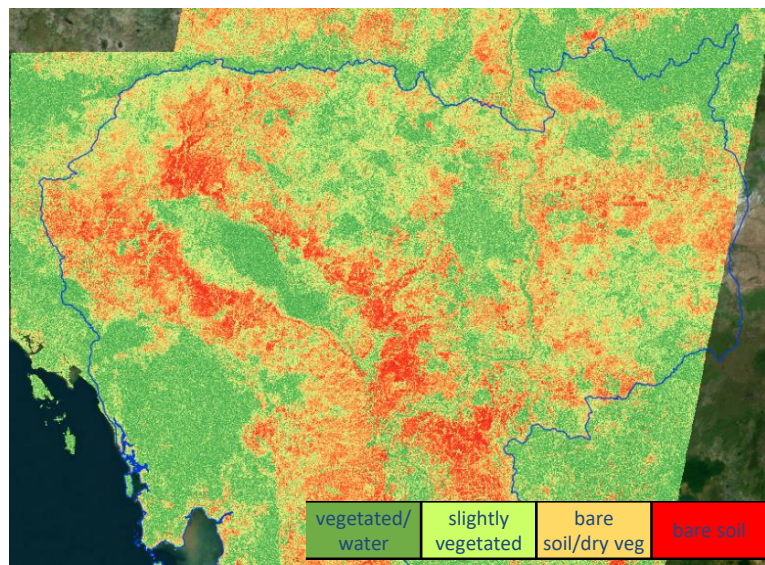 vegetated/
water
slightly
vegetated
bare
soil/dry veg
bare soil